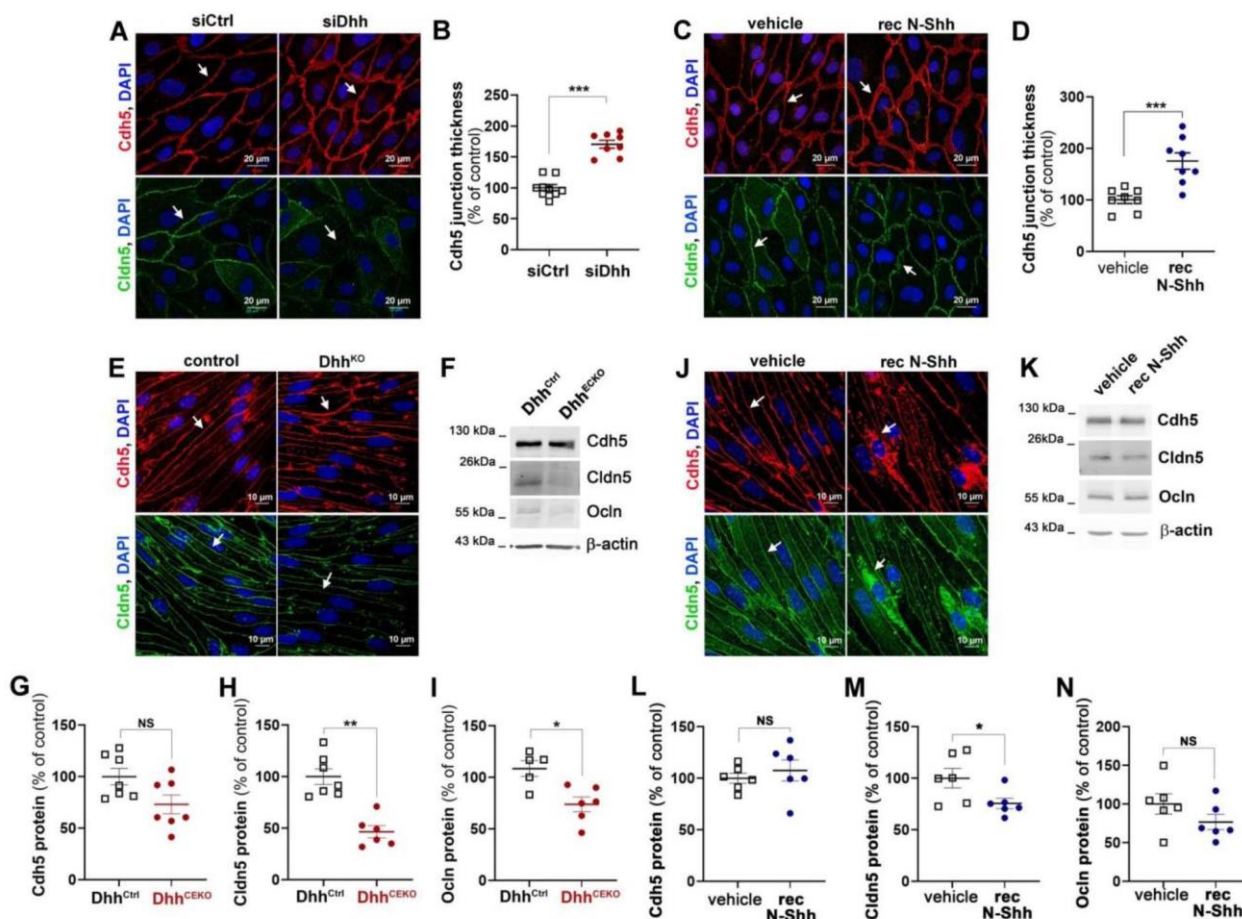 A
siCtrl
siDhh
Cdh5, DAPI
20 µm
20 µm
Cldn5, DAPI
20 µm
20 µm
B
Cdh5 junction thickness
(% of control)
250
200
150
100
50
0
***
siCtrl
siDhh
C
vehicle
rec N-Shh
Cdh5, DAPI
20 µm
20 µm
Cldn5, DAPI
20 µm
20 µm
D
Cdh5 junction thickness
(% of control)
300
200
100
0
***
vehicle
rec
N-Shh
E
control
Dhh^KO
Cdh5, DAPI
10 µm
10 µm
Cldn5, DAPI
10 µm
10 µm
F
Dhh^Ctrl
Dhh^ECKO
130 kDa
Cdh5
26kDa
Cldn5
55 kDa
Ocln
43 kDa
β-actin
J
vehicle
rec N-Shh
Cdh5, DAPI
10 µm
10 µm
Cldn5, DAPI
10 µm
10 µm
K
vehicle
rec N-Shh
130 kDa
Cdh5
26kDa
Cldn5
55 kDa
Ocln
43 kDa
β-actin
G
Cdh5 protein (% of control)
150
100
50
0
NS
Dhh^Ctrl
Dhh^CEKO
H
Cldn5 protein (% of control)
150
100
50
0
**
Dhh^Ctrl
Dhh^CEKO
I
Ocln protein (% of control)
150
100
50
0
*
Dhh^Ctrl
Dhh^CEKO
L
Cdh5 protein (% of control)
150
100
50
0
NS
vehicle
rec
N-Shh
M
Cldn5 protein (% of control)
150
100
50
0
*
vehicle
rec
N-Shh
N
Ocln protein (% of control)
200
150
100
50
0
NS
vehicle
rec
N-Shh